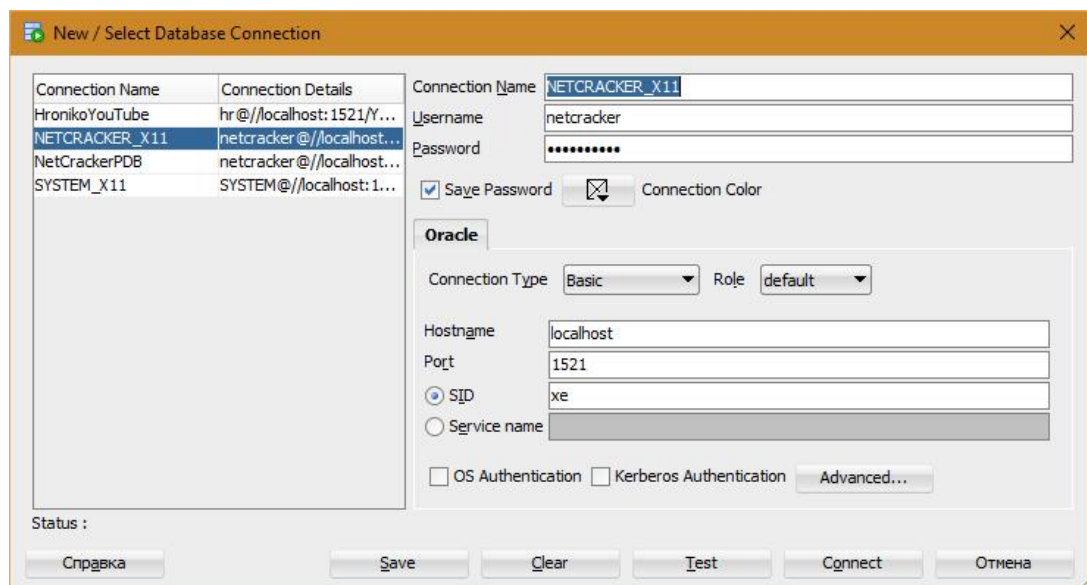 New / Select Database Connection
Connection Name Connection Details
HronikoYouTube hr@//localhost:1521/Y...
NETCRACKER_X11 netcracker@//localhost...
NetCrackerPDB netcracker@//localhost...
SYSTEM_X11 SYSTEM@//localhost:1...
Connection Name NETCRACKER_X11
Username netcracker
Password ••••••••••
Save Password Connection Color
Oracle
Connection Type Basic Role default
Hostname localhost
Port 1521
SID xe
Service name
OS Authentication Kerberos Authentication Advanced...
Status :
Справка Save Clear Test Connect Отмена